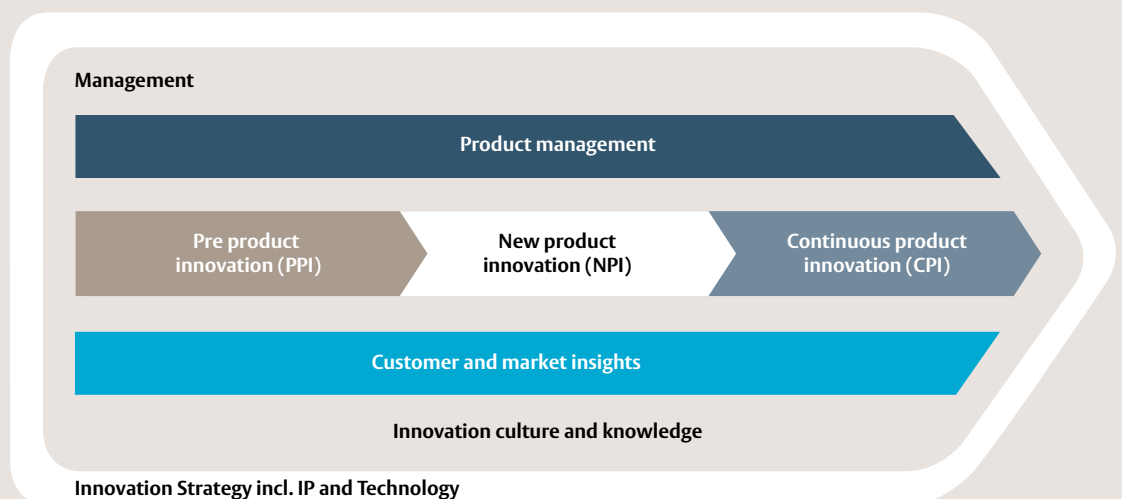 Management
Product management
Pre product
innovation (PPI)
New product
innovation (NPI)
Continuous product
innovation (CPI)
Customer and market insights
Innovation culture and knowledge
Innovation Strategy incl. IP and Technology